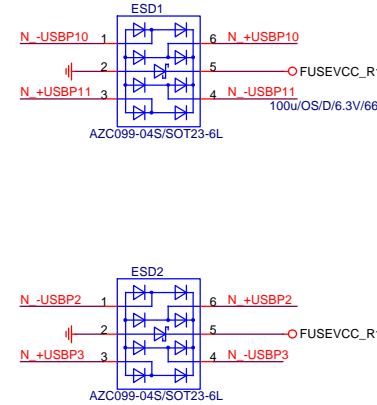 ESD1
N_-USBP10 1 6 N_+USBP10
2 5 FUSEVCC_R
N_+USBP11 3 4 N_-USBP11
100u/OS/D/6.3V/66
AZC099-04S/SOT23-6L
ESD2
N_-USBP2 1 6 N_+USBP2
2 5 FUSEVCC_R
N_+USBP3 3 4 N_-USBP3
AZC099-04S/SOT23-6L